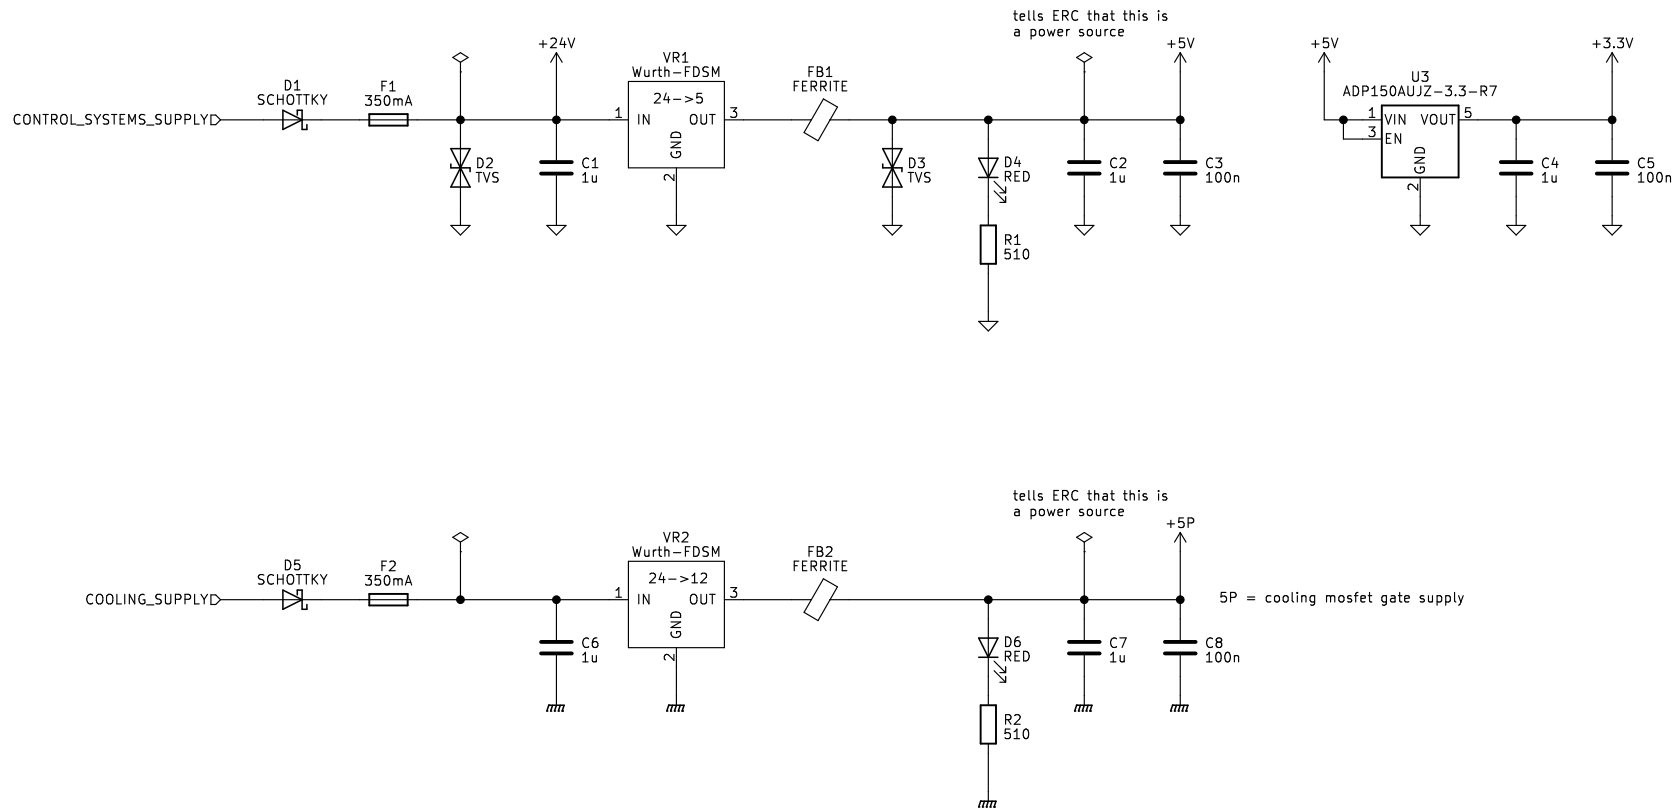 tells ERC that this is
a power source
+24V
+5V
+5V
+3.3V
VR1
Wurth-FDSM
FB1
FERRITE
U3
ADP150AUJZ-3.3-R7
D1
SCHOTTKY
F1
350mA
24->5
CONTROL_SYSTEMS_SUPPLY
1
IN
OUT
3
GND
2
1
VIN
VOUT
5
3
EN
GND
2
D2
TVS
C1
1u
D3
TVS
D4
RED
C2
1u
C3
100n
C4
1u
C5
100n
R1
510
tells ERC that this is
a power source
+5P
VR2
Wurth-FDSM
FB2
FERRITE
D5
SCHOTTKY
F2
350mA
24->12
COOLING_SUPPLY
1
IN
OUT
3
GND
2
5P = cooling mosfet gate supply
C6
1u
D6
RED
C7
1u
C8
100n
R2
510